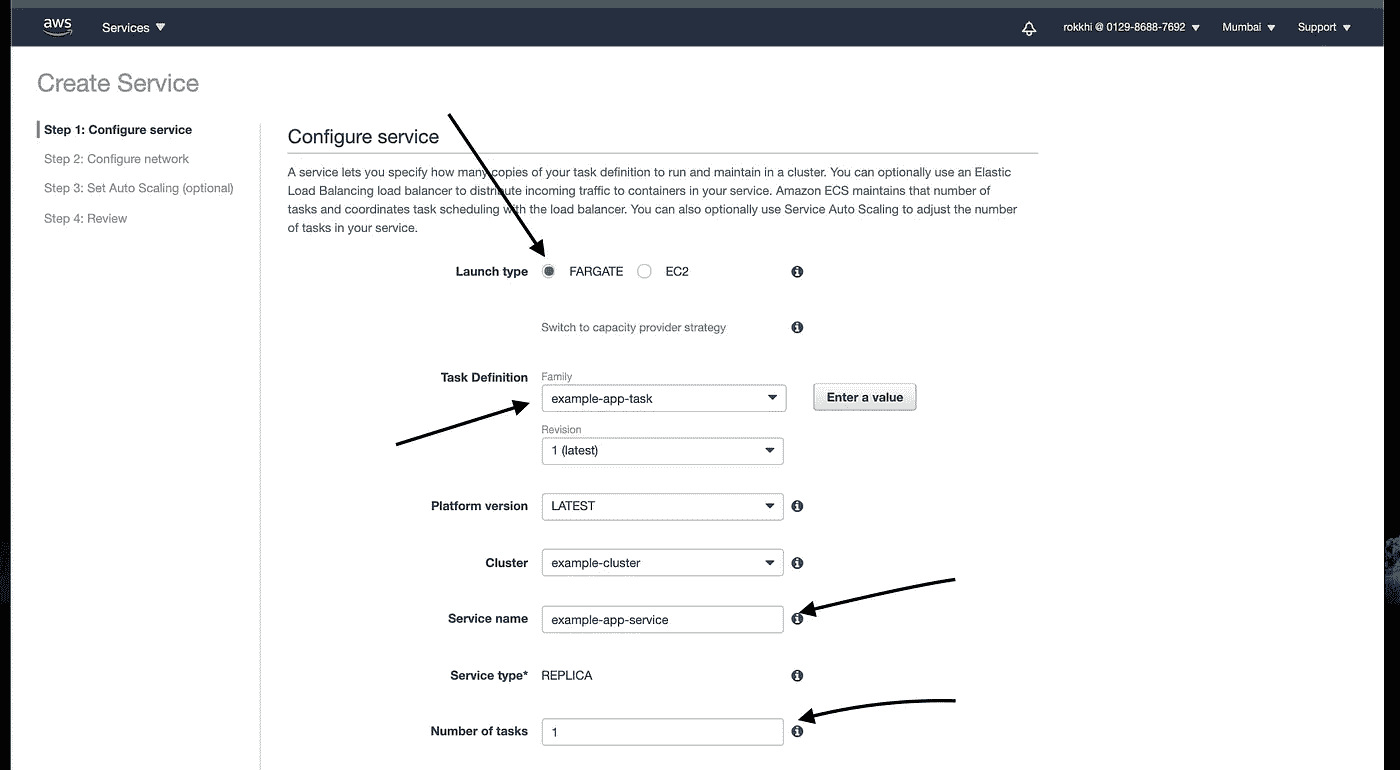 aws Services rokkhi @ 0129-8688-7692 Mumbai Support
Create Service
Step 1: Configure service
Step 2: Configure network
Step 3: Set Auto Scaling (optional)
Step 4: Review
Configure service
A service lets you specify how many copies of your task definition to run and maintain in a cluster. You can optionally use an Elastic
Load Balancing load balancer to distribute incoming traffic to containers in your service. Amazon ECS maintains that number of
tasks and coordinates task scheduling with the load balancer. You can also optionally use Service Auto Scaling to adjust the number
of tasks in your service.
Launch type FARGATE EC2
Switch to capacity provider strategy
Task Definition Family
example-app-task Enter a value
Revision
1 (latest)
Platform version LATEST
Cluster example-cluster
Service name example-app-service
Service type* REPLICA
Number of tasks 1